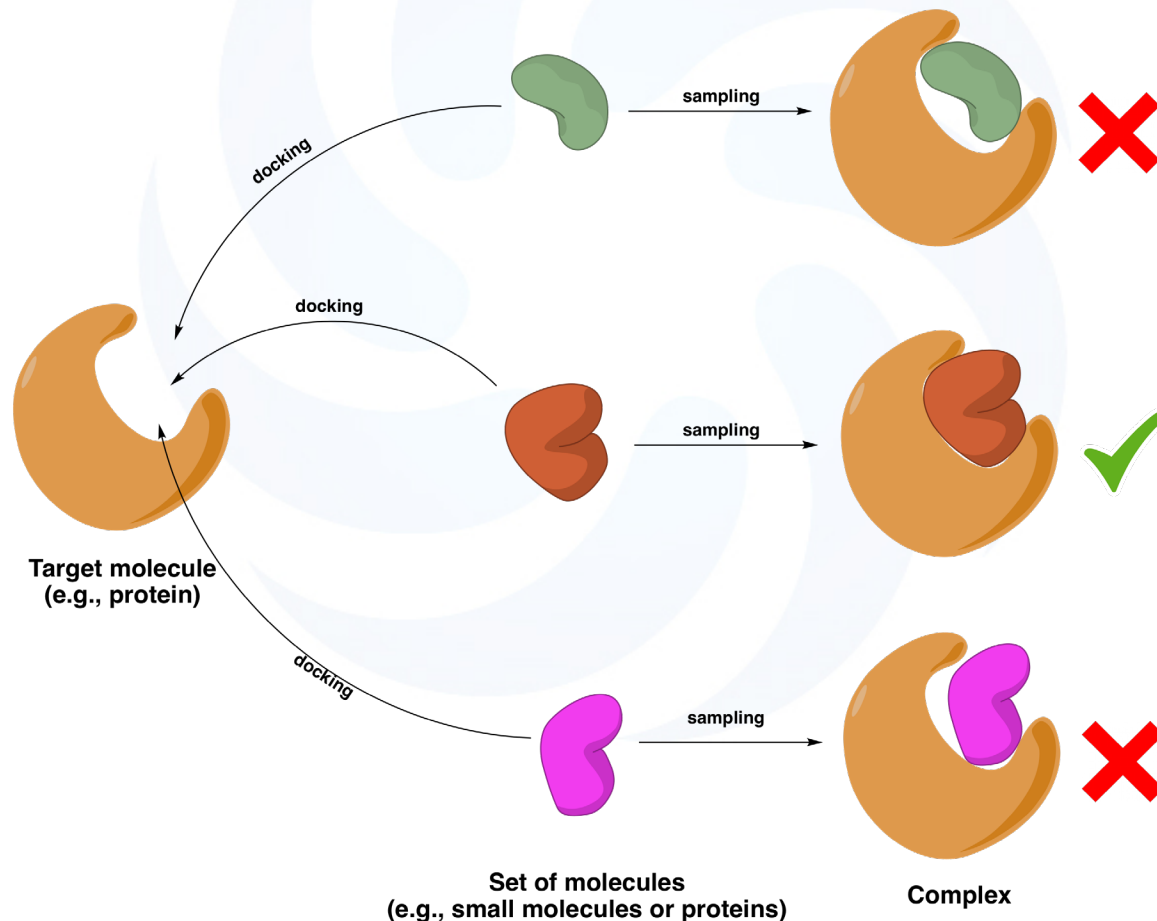 sampling
docking
docking
sampling
Target molecule
(e.g., protein)
docking
sampling
Set of molecules
(e.g., small molecules or proteins)
Complex